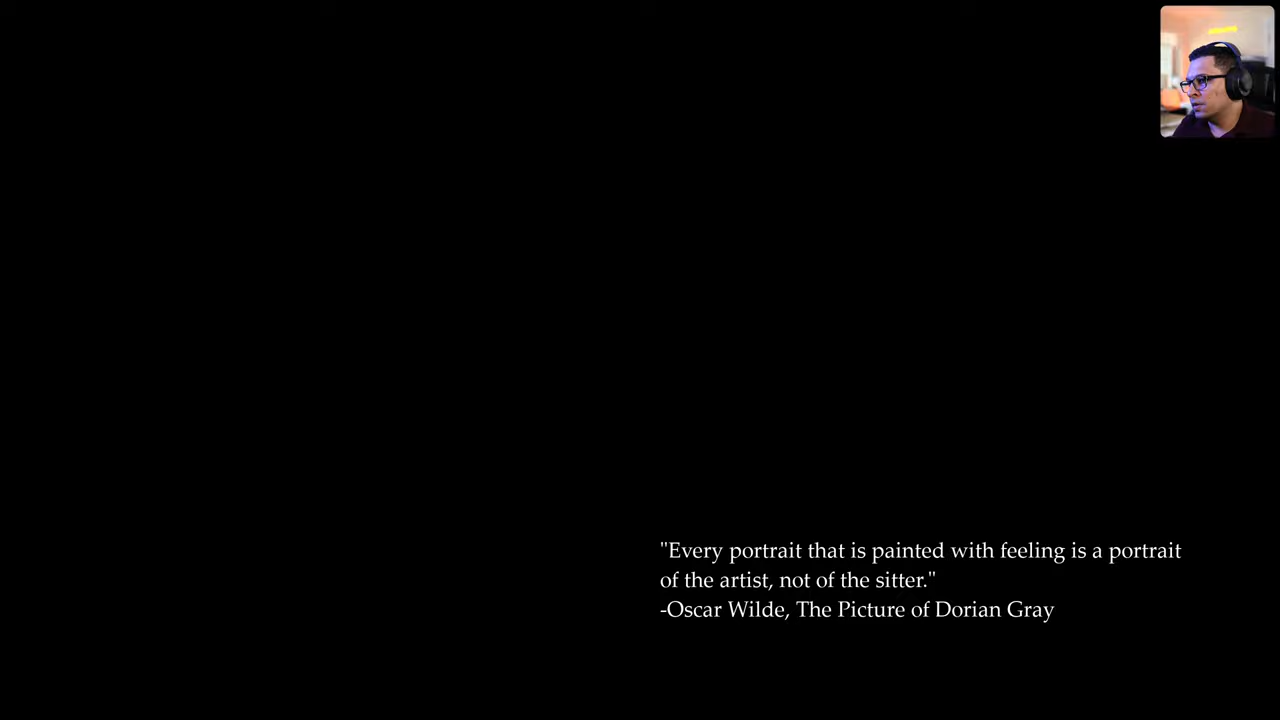 "Every portrait that is painted with feeling is a portrait
of the artist, not of the sitter."
-Oscar Wilde, The Picture of Dorian Gray